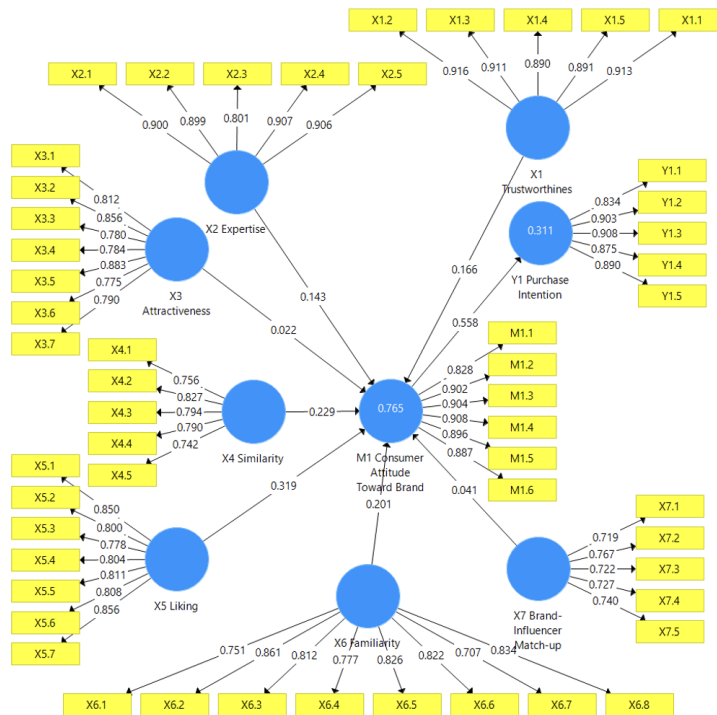 X1.2 X1.3 X1.4 X1.5 X1.1
0.916 0.911 0.890 0.891 0.913
X1
Trustworthines
X2.1 X2.2 X2.3 X2.4 X2.5
0.900 0.899 0.801 0.907 0.906
X2 Expertise
X3.1
X3.2
X3.3
X3.4
X3.5
X3.6
X3.7
0.812
0.856
0.780
0.784
0.883
0.775
0.790
X3
Attractiveness
Y1.1
Y1.2
Y1.3
Y1.4
Y1.5
0.834
0.903
0.908
0.875
0.890
0.311
Y1 Purchase
Intention
0.166
0.558
0.143
0.022
X4.1
X4.2
X4.3
X4.4
X4.5
0.756
0.827
0.794
0.790
0.742
X4 Similarity
0.229
0.765
M1 Consumer
Attitude
Toward Brand
M1.1
M1.2
M1.3
M1.4
M1.5
M1.6
0.828
0.902
0.904
0.908
0.896
0.887
X5.1
X5.2
X5.3
X5.4
X5.5
X5.6
X5.7
0.850
0.800
0.778
0.804
0.811
0.808
0.856
X5 Liking
0.319
0.201
0.041
X7.1
X7.2
X7.3
X7.4
X7.5
0.719
0.767
0.722
0.727
0.740
X7 Brand-
Influencer
Match-up
X6 Familiarity
0.751 0.861 0.812 0.777 0.826 0.822 0.707 0.834
X6.1 X6.2 X6.3 X6.4 X6.5 X6.6 X6.7 X6.8